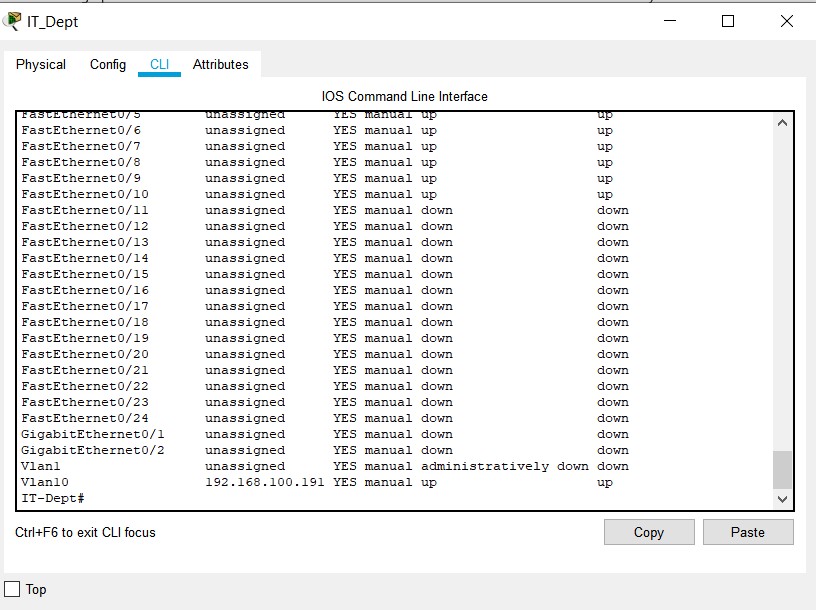 IT_Dept
Physical Config CLI Attributes
IOS Command Line Interface
FastEthernet0/5 unassigned YES manual up up
FastEthernet0/6 unassigned YES manual up up
FastEthernet0/7 unassigned YES manual up up
FastEthernet0/8 unassigned YES manual up up
FastEthernet0/9 unassigned YES manual up up
FastEthernet0/10 unassigned YES manual up up
FastEthernet0/11 unassigned YES manual down down
FastEthernet0/12 unassigned YES manual down down
FastEthernet0/13 unassigned YES manual down down
FastEthernet0/14 unassigned YES manual down down
FastEthernet0/15 unassigned YES manual down down
FastEthernet0/16 unassigned YES manual down down
FastEthernet0/17 unassigned YES manual down down
FastEthernet0/18 unassigned YES manual down down
FastEthernet0/19 unassigned YES manual down down
FastEthernet0/20 unassigned YES manual down down
FastEthernet0/21 unassigned YES manual down down
FastEthernet0/22 unassigned YES manual down down
FastEthernet0/23 unassigned YES manual down down
FastEthernet0/24 unassigned YES manual down down
GigabitEthernet0/1 unassigned YES manual down down
GigabitEthernet0/2 unassigned YES manual down down
Vlan1 unassigned YES manual administratively down down
Vlan10 192.168.100.191 YES manual up up
IT-Dept#
Ctrl+F6 to exit CLI focus
Copy Paste
Top